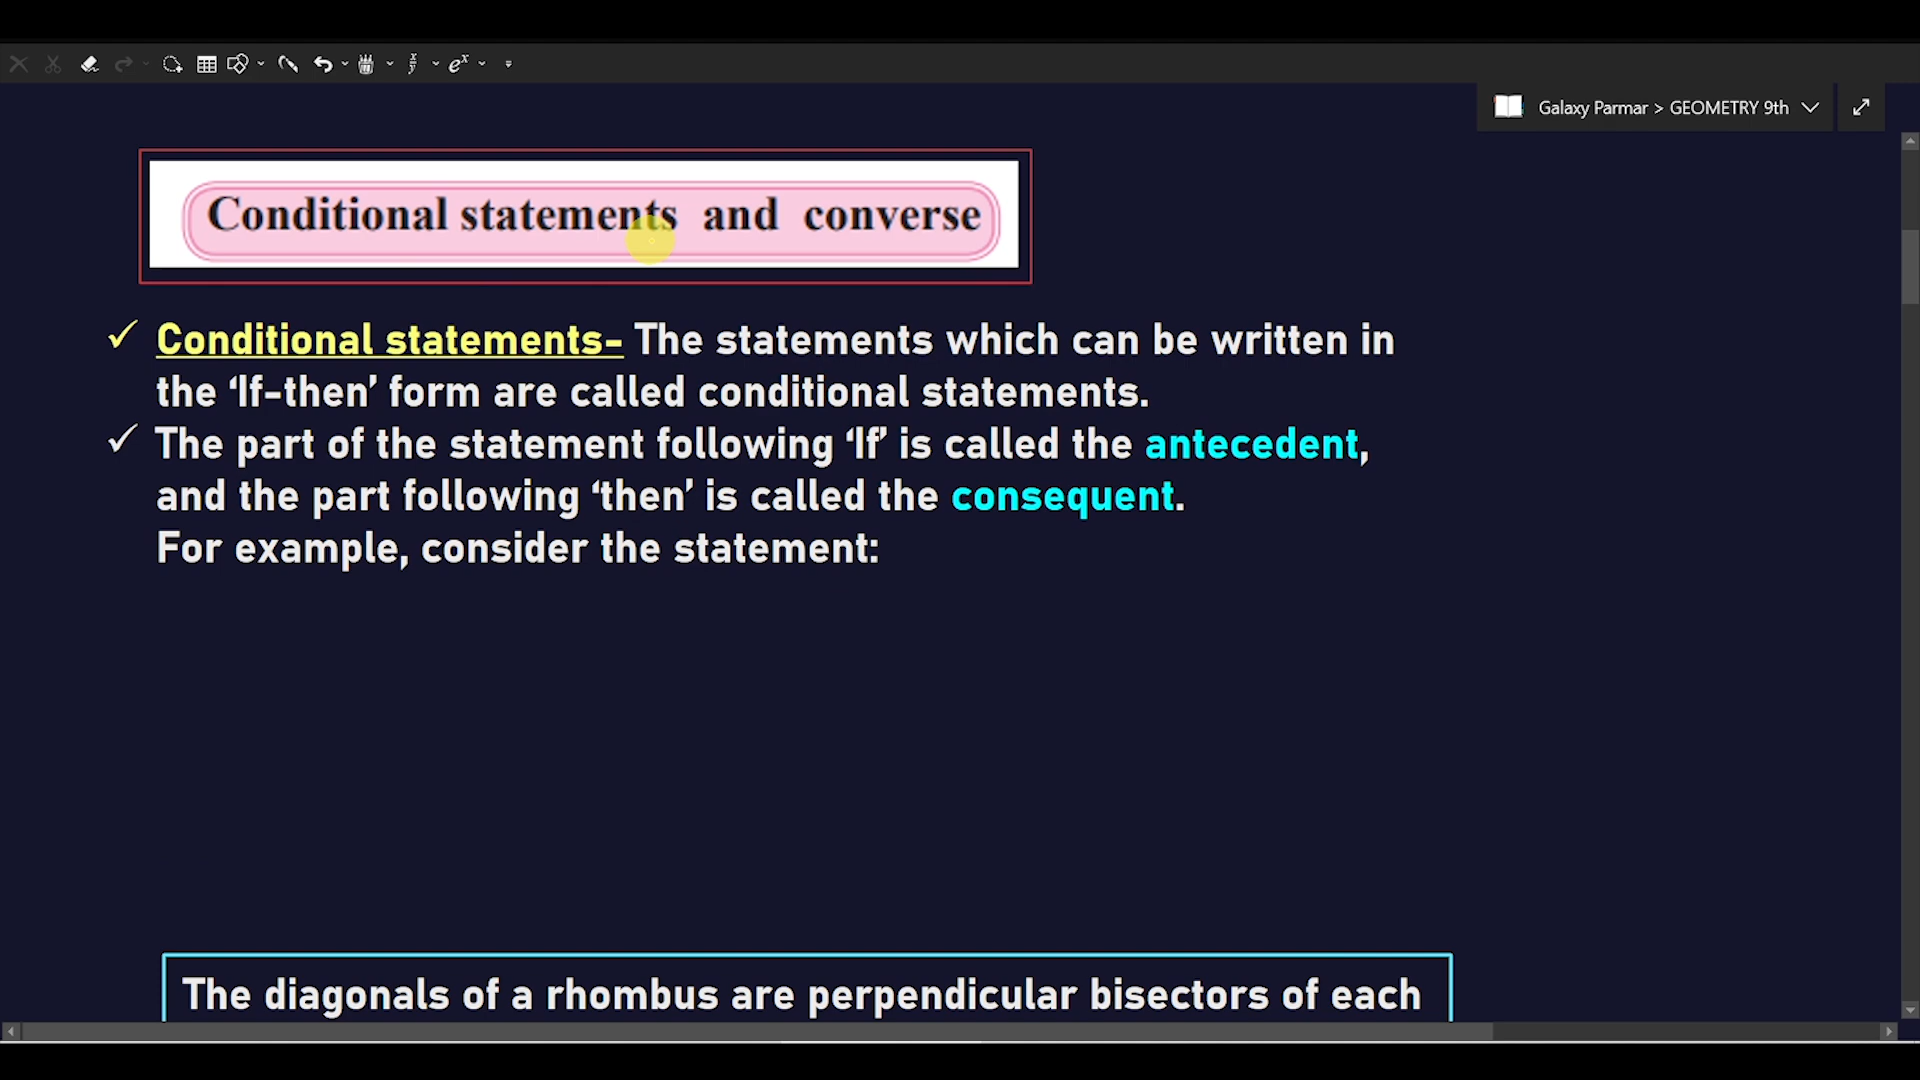 Galaxy Parmar > GEOMETRY 9th
Conditional statements and converse
✓ Conditional statements- The statements which can be written in
the ‘If-then’ form are called conditional statements.
✓ The part of the statement following ‘If’ is called the antecedent,
and the part following ‘then’ is called the consequent.
For example, consider the statement:
The diagonals of a rhombus are perpendicular bisectors of each